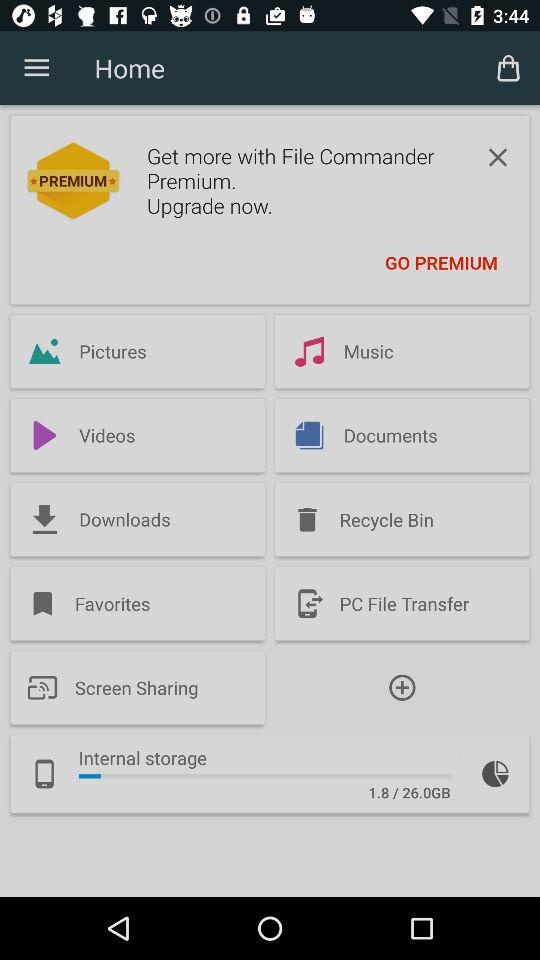 3:44
Home
Get more with File Commander
PREMIUM
Premium.
Upgrade now.
GO PREMIUM
Pictures
Music
Videos
Documents
Downloads
Recycle Bin
Favorites
PC File Transfer
Screen Sharing
Internal storage
1.8 / 26.0GB